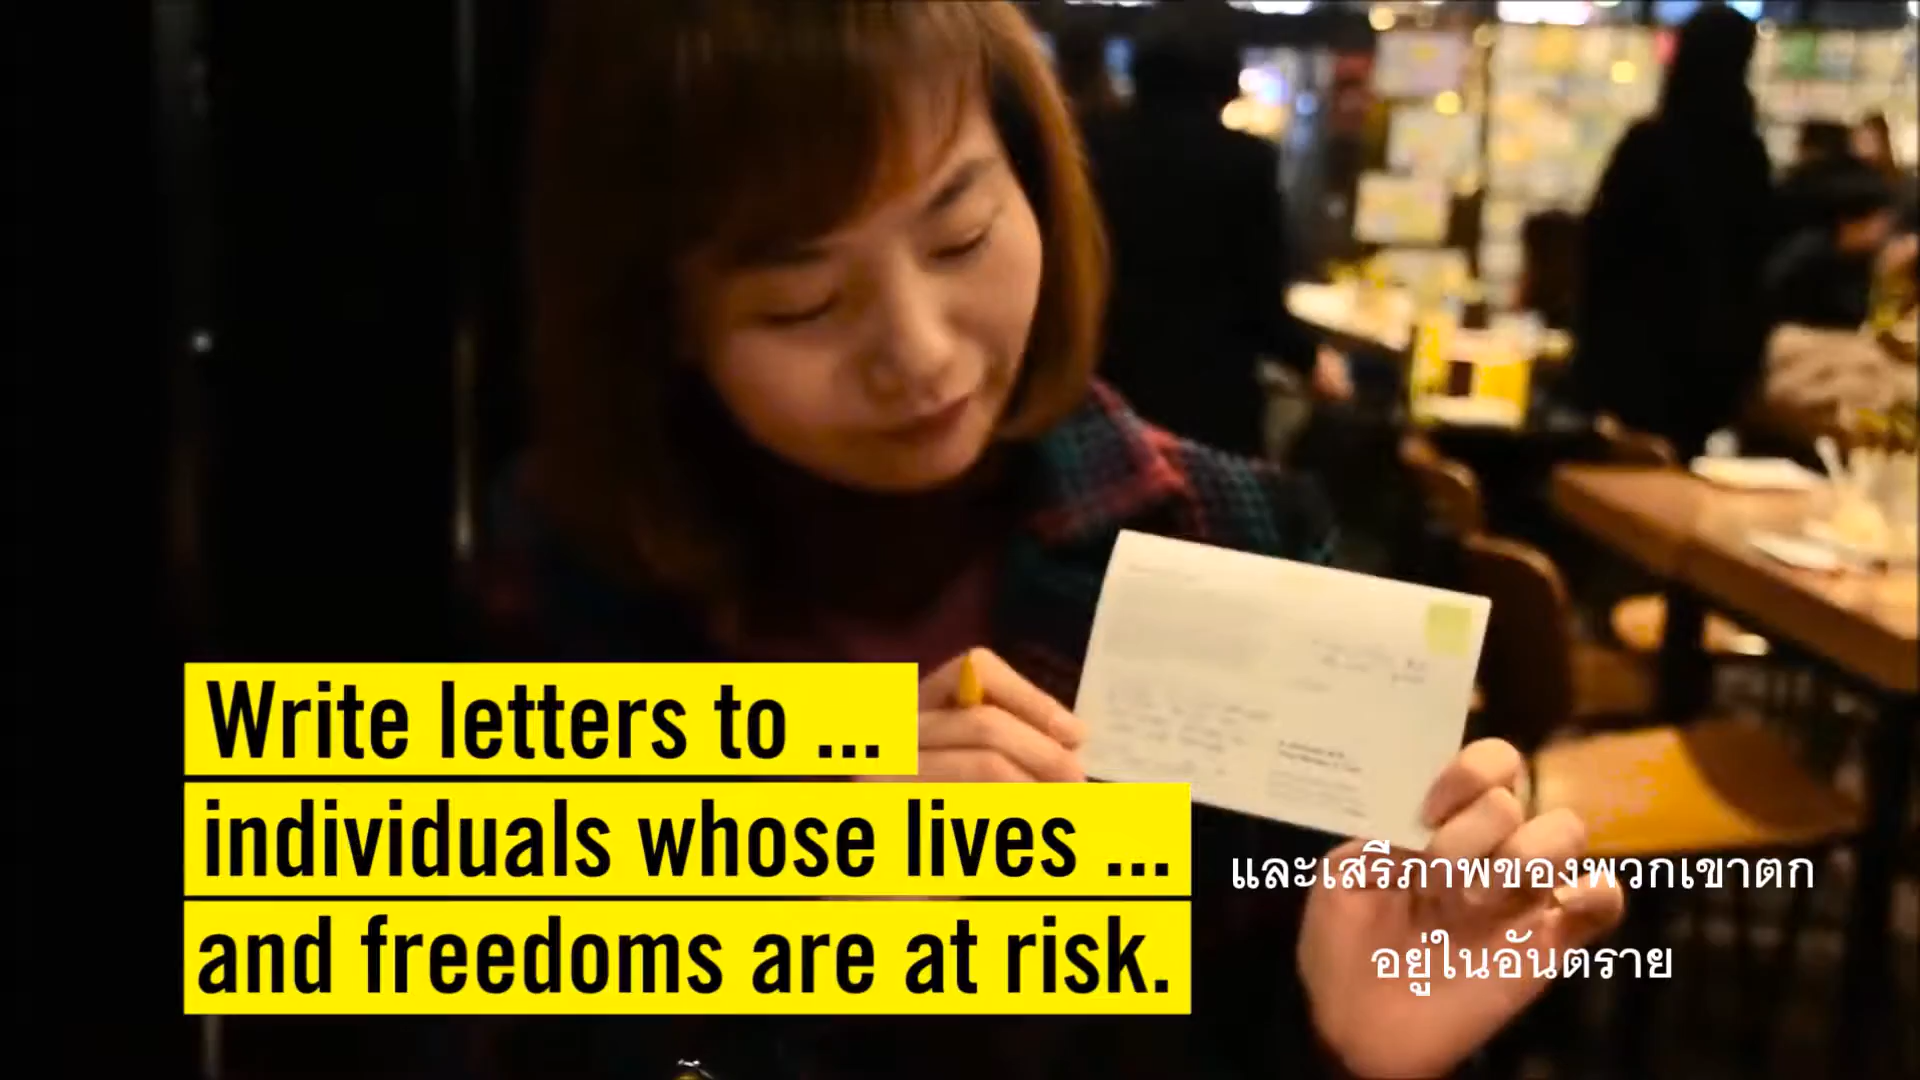 Write letters to ...
individuals whose lives ...
and freedoms are at risk.
และเสรีภาพของพวกเขาตก
อยู่ในอันตราย